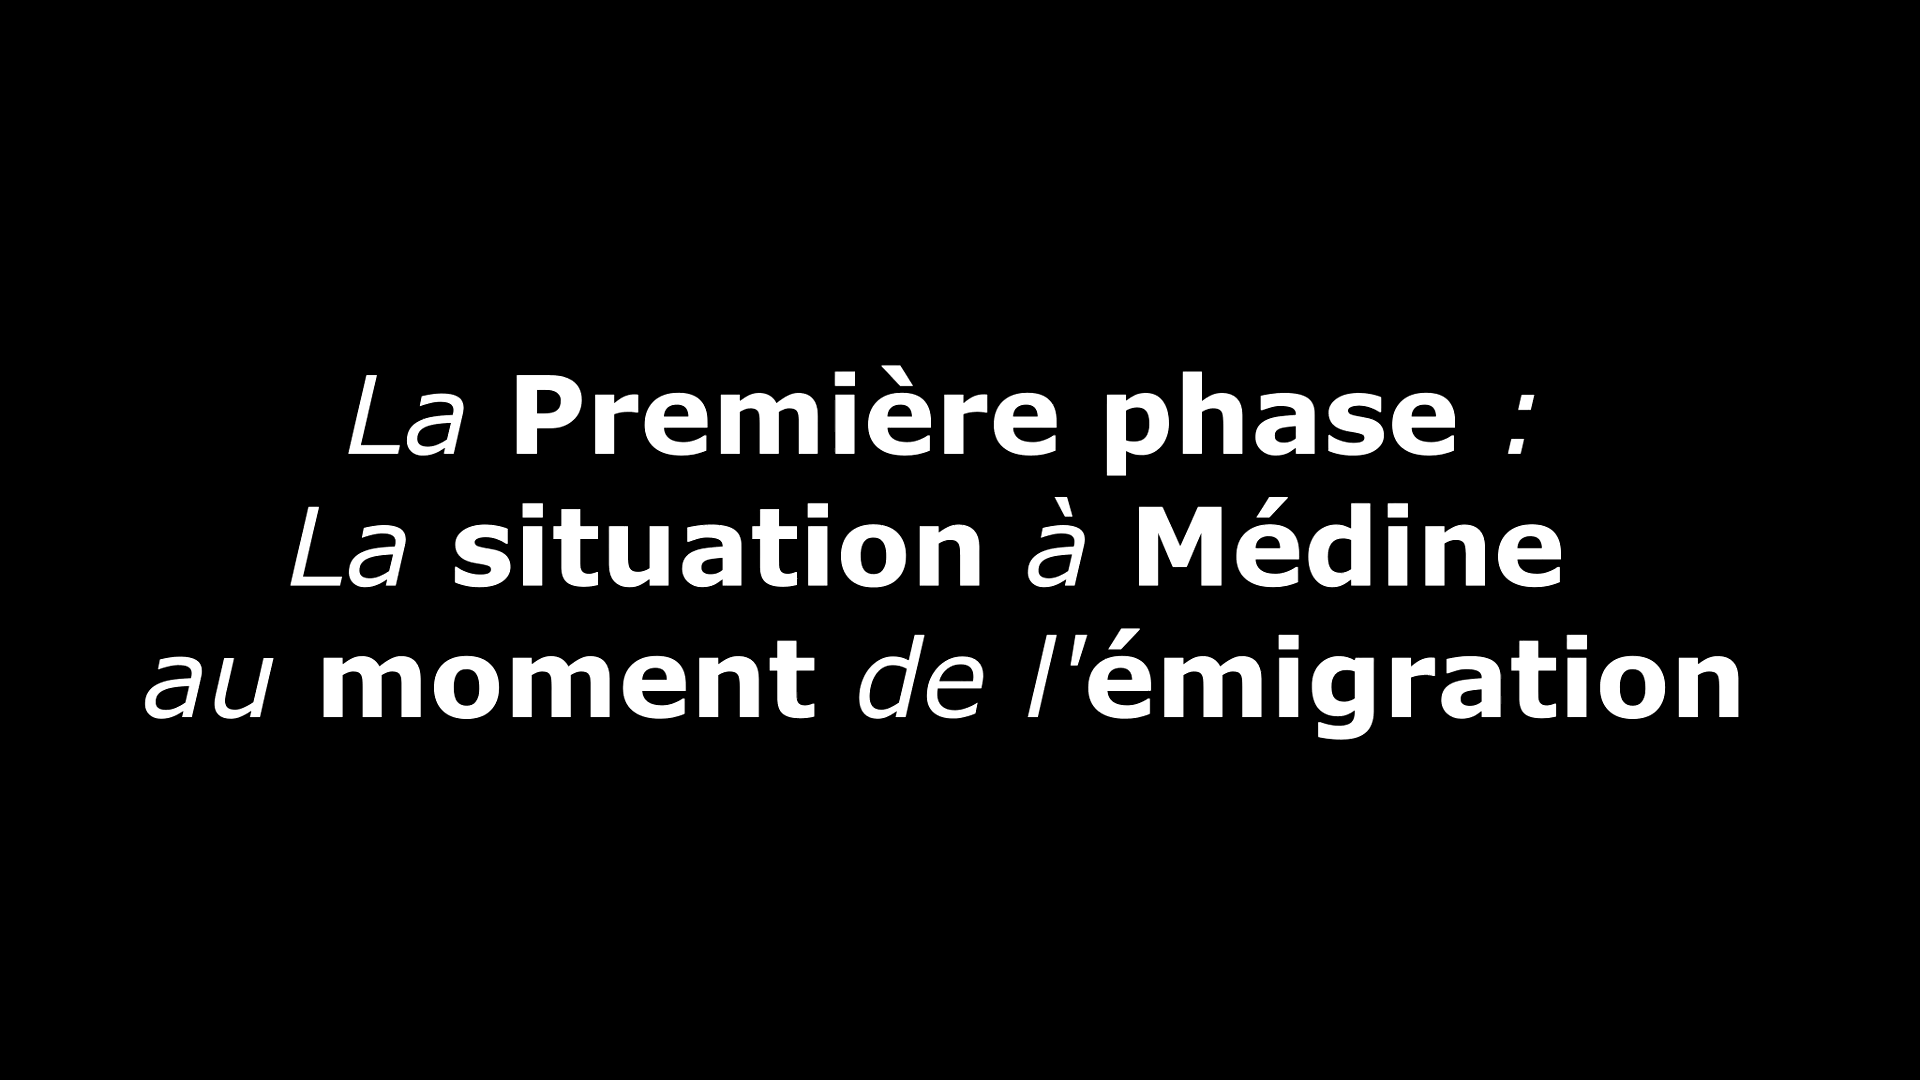 La Première phase :
La situation à Médine
au moment de l'émigration